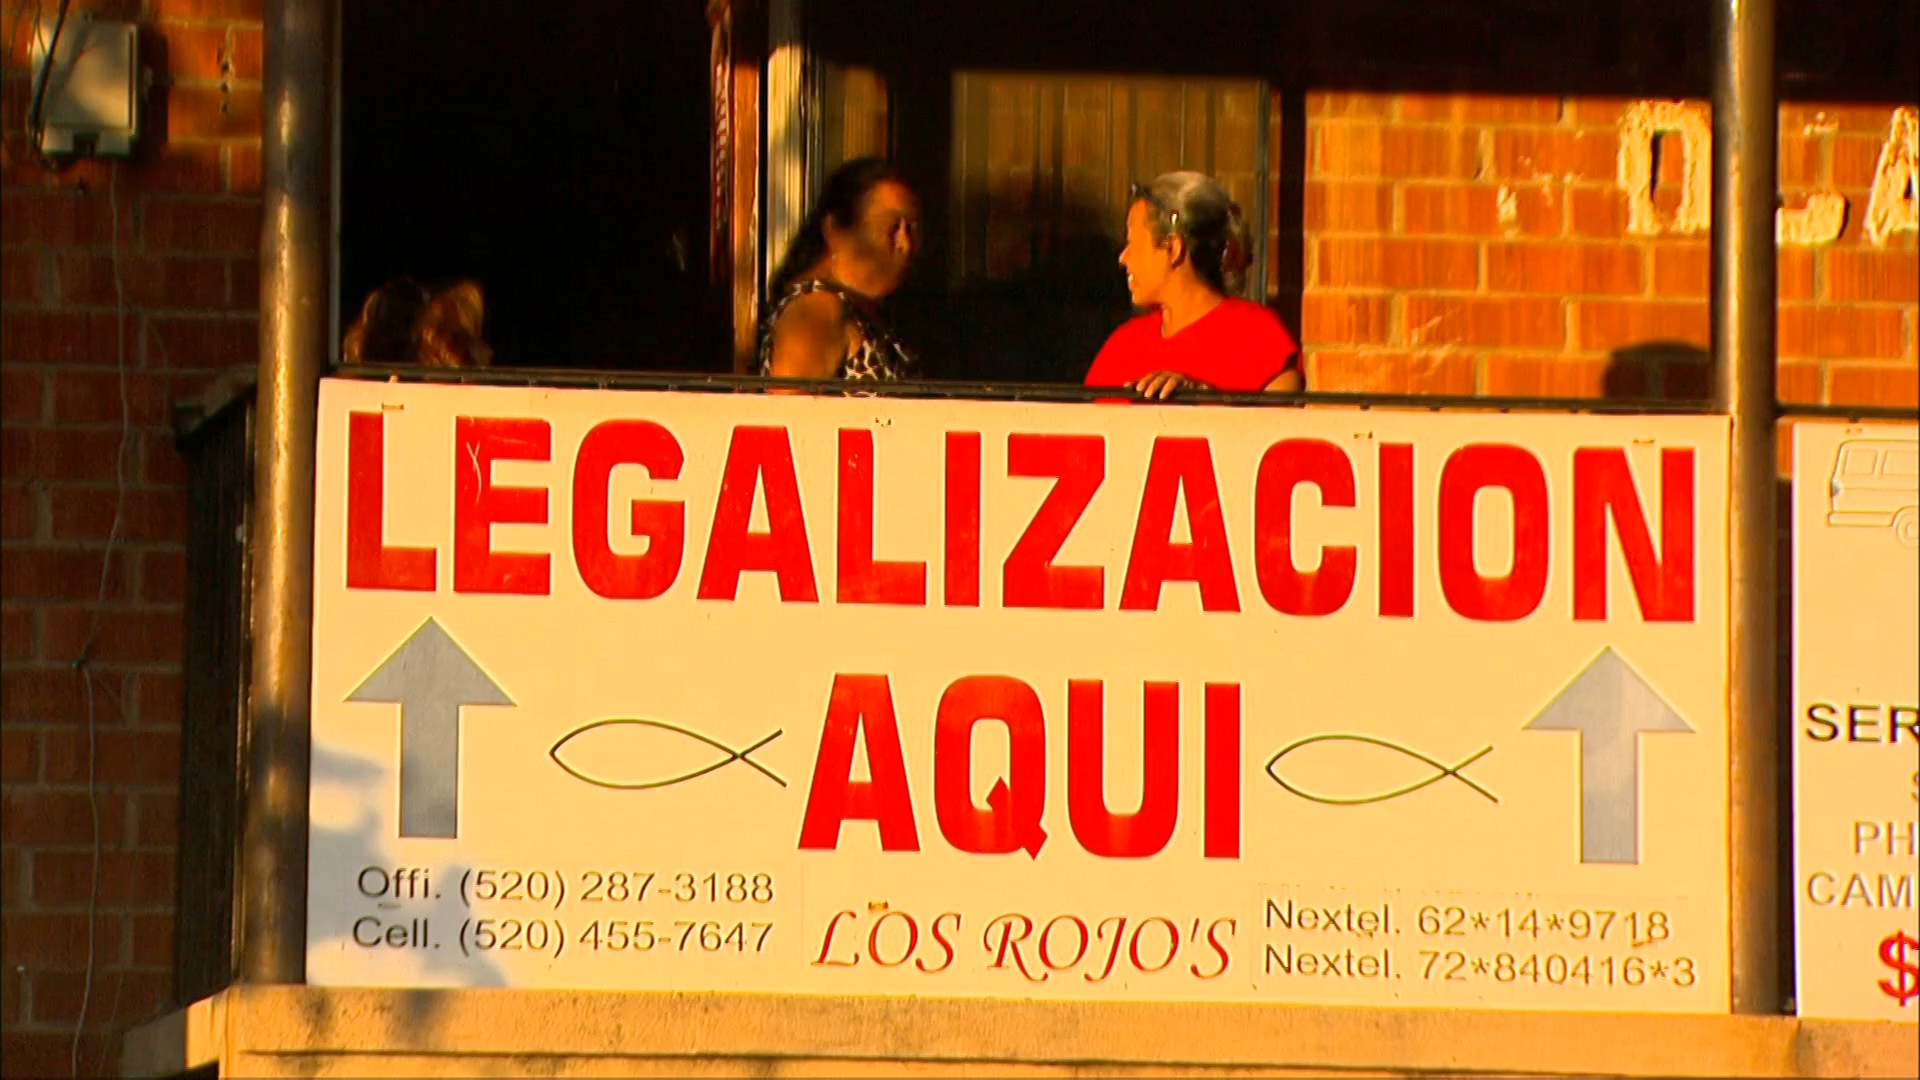 LEGALIZACION
AQUI
Offi. (520) 287-3188
Cell. (520) 455-7647
LOS ROJO'S
Nextel. 62*14*9718
Nextel. 72*840416*3
SER
PH
CAM
$